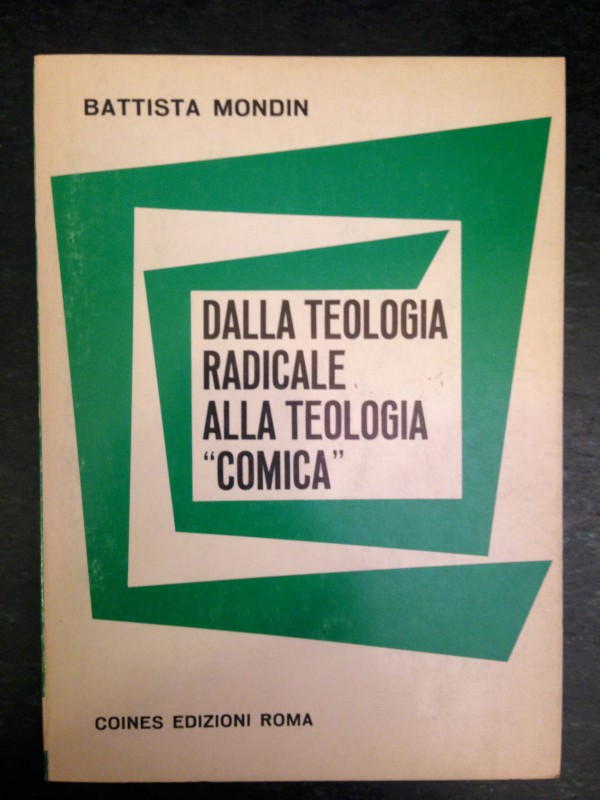 BATTISTA MONDIN
DALLA TEOLOGIA
RADICALE
ALLA TEOLOGIA
“COMICA”
COINES EDIZIONI ROMA